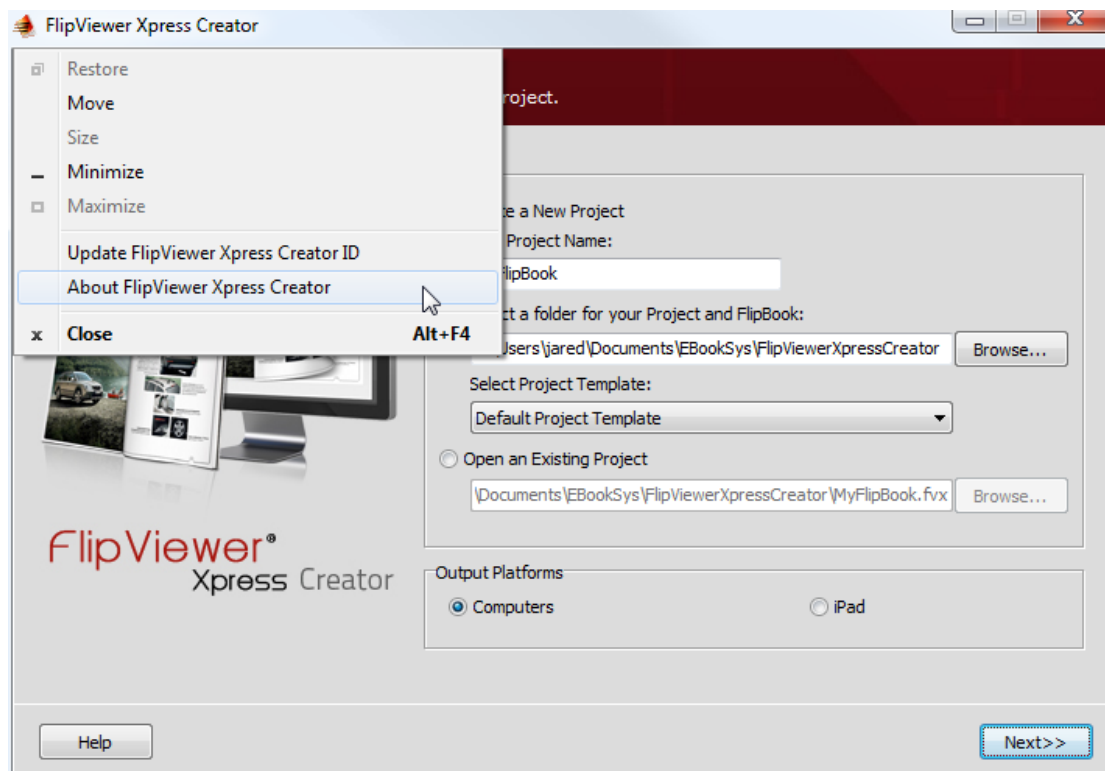 FlipViewer Xpress Creator
Restore
Move
Size
Minimize
Maximize
Update FlipViewer Xpress Creator ID
About FlipViewer Xpress Creator
x Close Alt+F4
roject.
e a New Project
Project Name:
FlipBook
ct a folder for your Project and FlipBook:
Users\jared\Documents\EBookSys\FlipViewerXpressCreator Browse...
Select Project Template:
Default Project Template
Open an Existing Project
\Documents\EBookSys\FlipViewerXpressCreator\MyFlipBook.fvx Browse...
FlipViewer®
Xpress Creator
Output Platforms
Computers iPad
Help Next>>